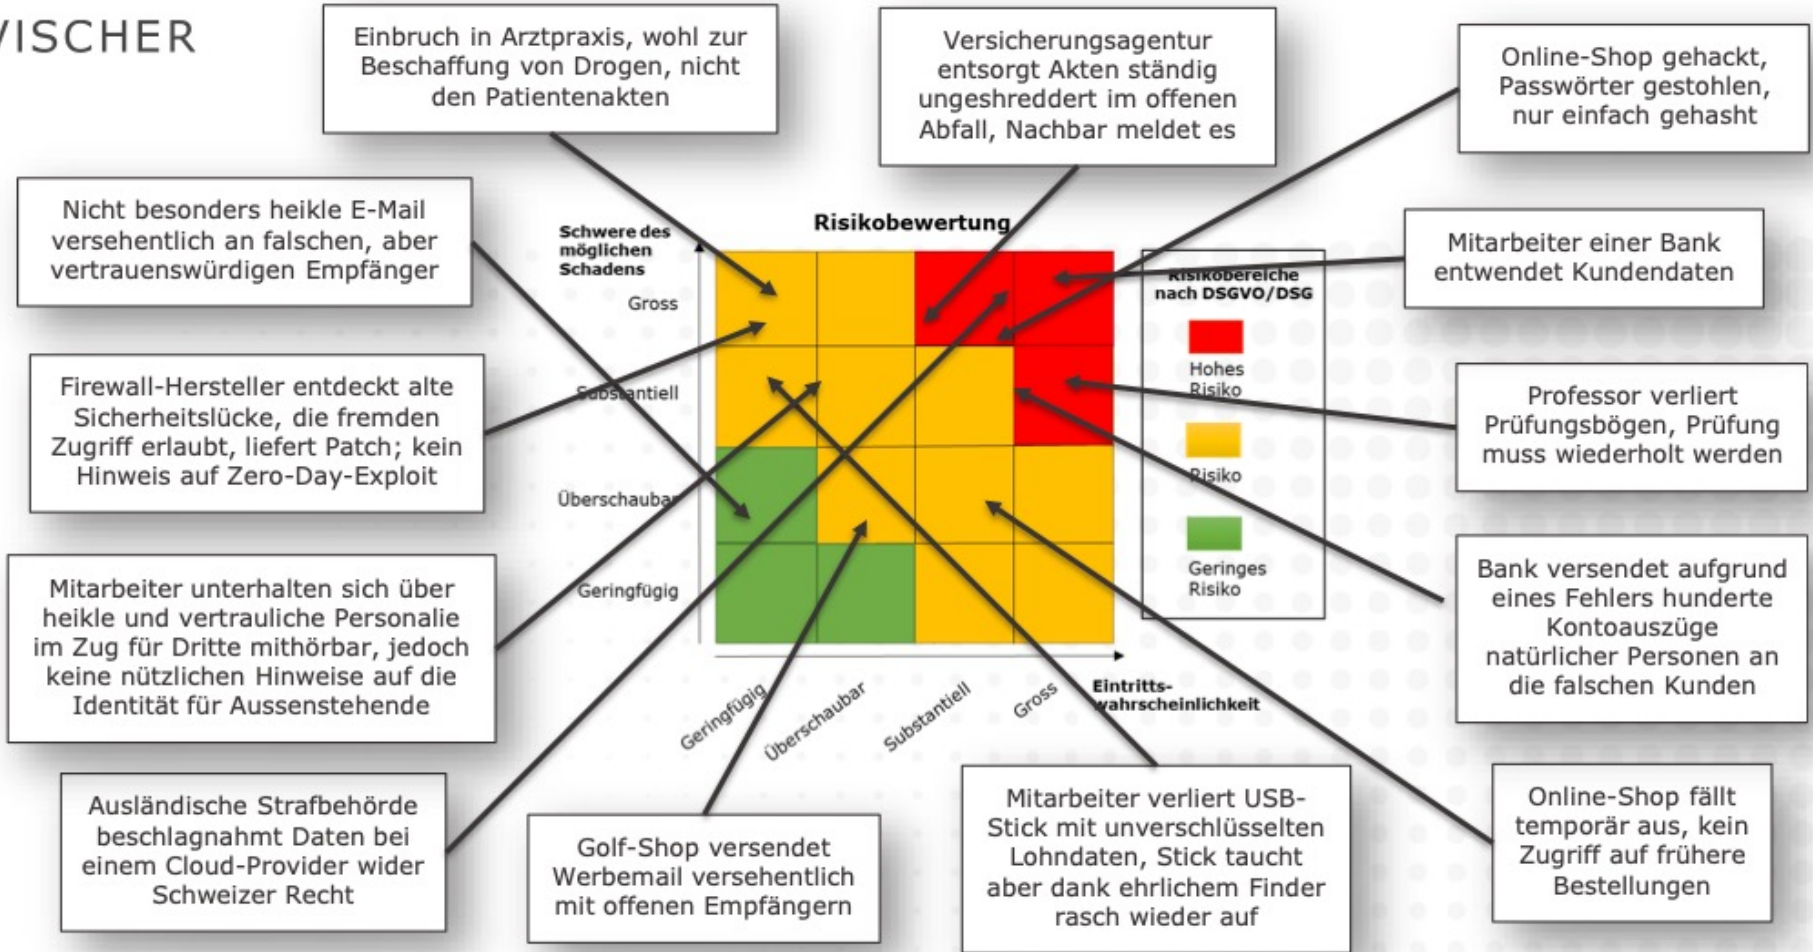 VISCHER
Einbruch in Arztpraxis, wohl zur
Beschaffung von Drogen, nicht
den Patientenakten
Versicherungsagentur
entsorgt Akten ständig
ungeshreddert im offenen
Abfall, Nachbar meldet es
Online-Shop gehackt,
Passwörter gestohlen,
nur einfach gehasht
Nicht besonders heikle E-Mail
versehentlich an falschen, aber
vertrauenswürdigen Empfänger
Mitarbeiter einer Bank
entwendet Kundendaten
Firewall-Hersteller entdeckt alte
Sicherheitslücke, die fremden
Zugriff erlaubt, liefert Patch; kein
Hinweis auf Zero-Day-Exploit
Professor verliert
Prüfungsbögen, Prüfung
muss wiederholt werden
Mitarbeiter unterhalten sich über
heikle und vertrauliche Personalie
im Zug für Dritte mithörbar, jedoch
keine nützlichen Hinweise auf die
Identität für Aussenstehende
Bank versendet aufgrund
eines Fehlers hunderte
Kontoauszüge
natürlicher Personen an
die falschen Kunden
Ausländische Strafbehörde
beschlagnahmt Daten bei
einem Cloud-Provider wider
Schweizer Recht
Golf-Shop versendet
Werbemail versehentlich
mit offenen Empfängern
Mitarbeiter verliert USB-
Stick mit unverschlüsselten
Lohndaten, Stick taucht
aber dank ehrlichem Finder
rasch wieder auf
Online-Shop fällt
temporär aus, kein
Zugriff auf frühere
Bestellungen
Risikobewertung
Schwere des
möglichen
Schadens
Gross
Substantiell
Überschaubar
Geringfügig
Geringfügig
Überschaubar
Substantiell
Gross
Eintritts-
wahrscheinlichkeit
Risikobereiche
nach DSGVO/DSG
Hohes
Risiko
Risiko
Geringes
Risiko